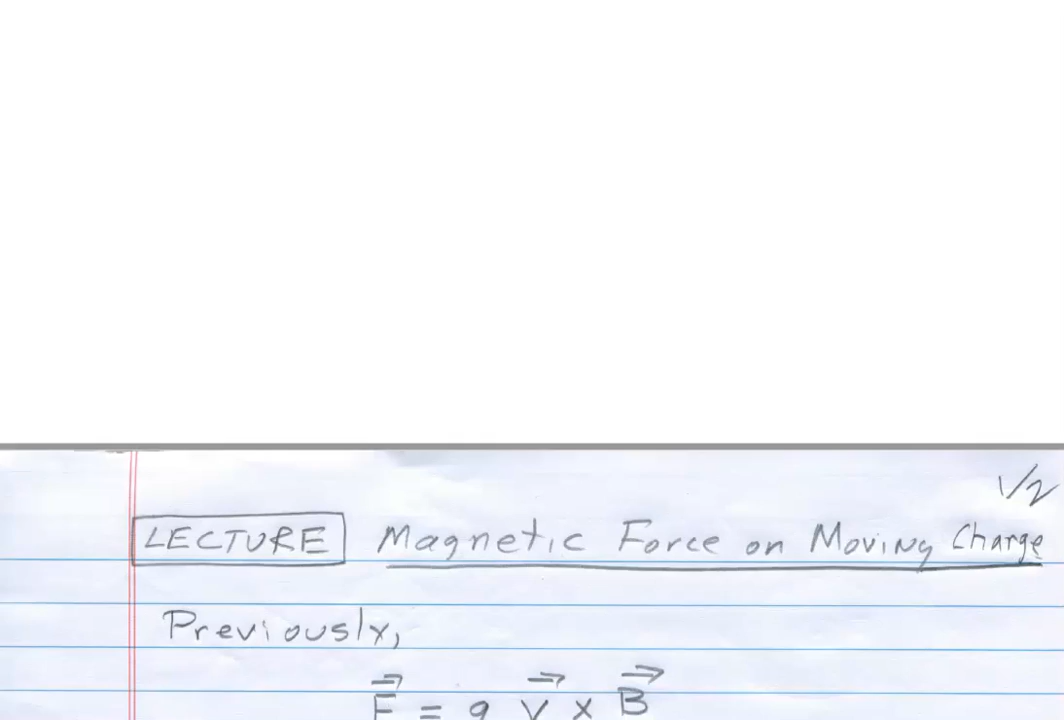 1/2
LECTURE Magnetic Force on Moving Charge
Previously,
F⃗ = q v⃗ × B⃗